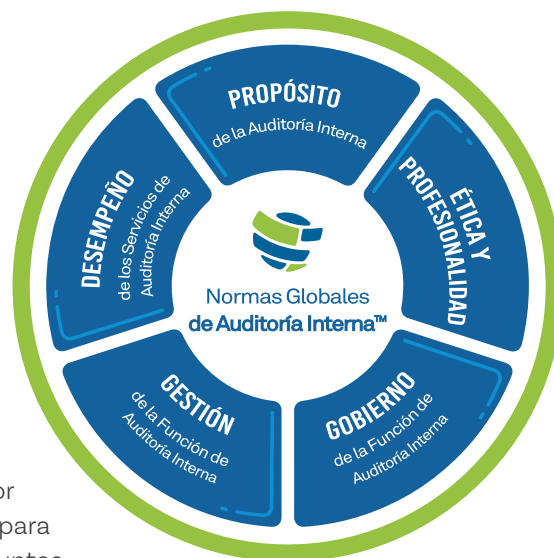 PROPÓSITO
de la Auditoría Interna
ÉTICA Y
PROFESIONALIDAD
GOBIERNO
de la Función de
Auditoría Interna
GESTIÓN
de la Función de
Auditoría Interna
DESEMPEÑO
de los Servicios de
Auditoría Interna
Normas Globales
de Auditoría Interna™
para